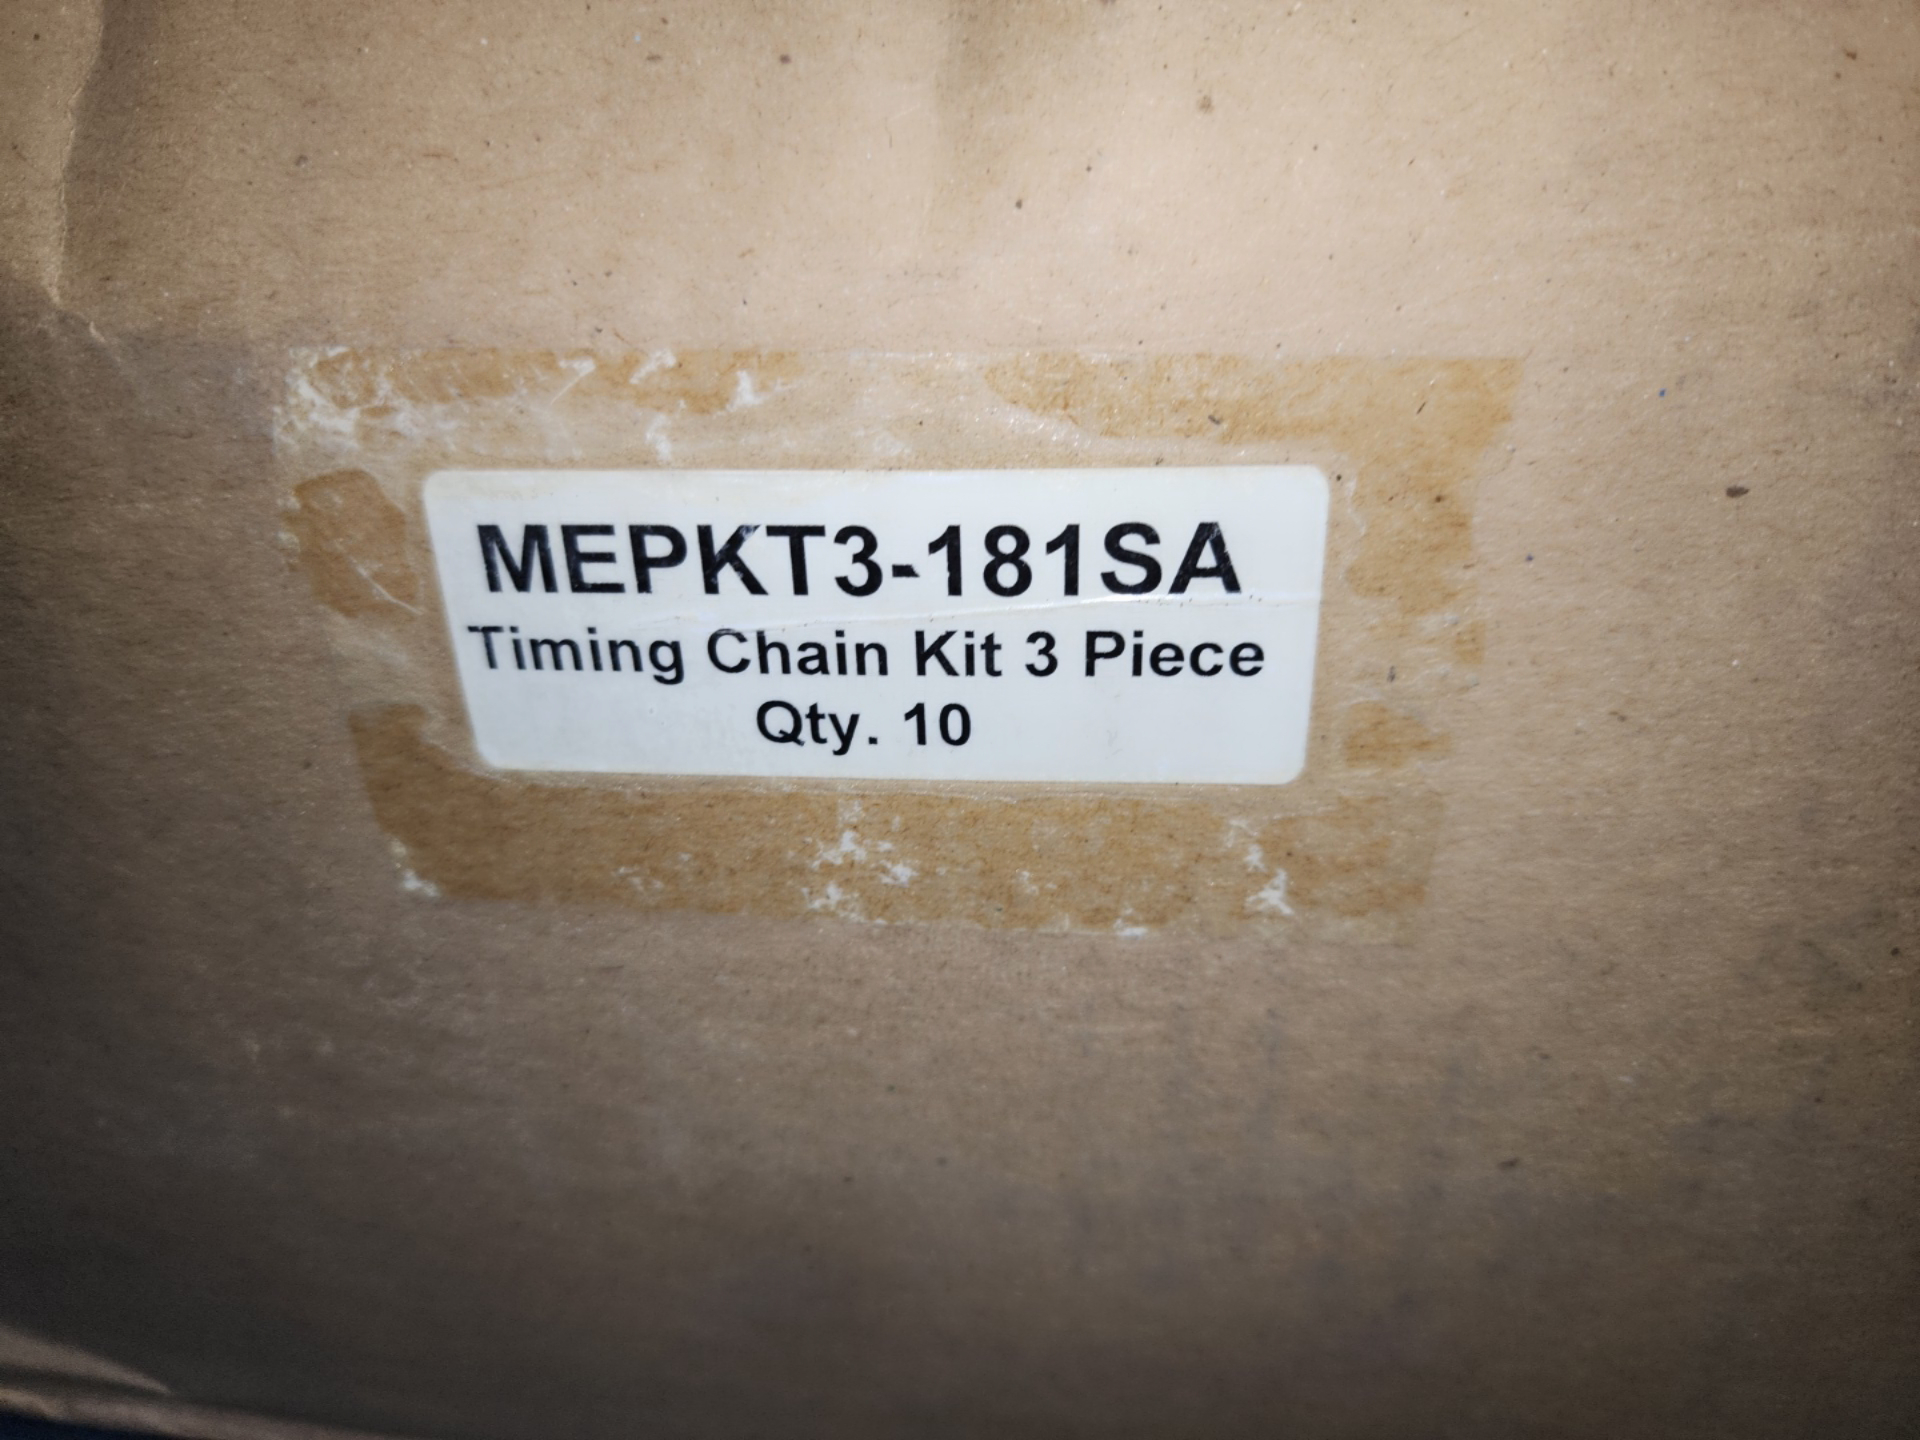 MEPKT3-181SA
Timing Chain Kit 3 Piece
Qty. 10